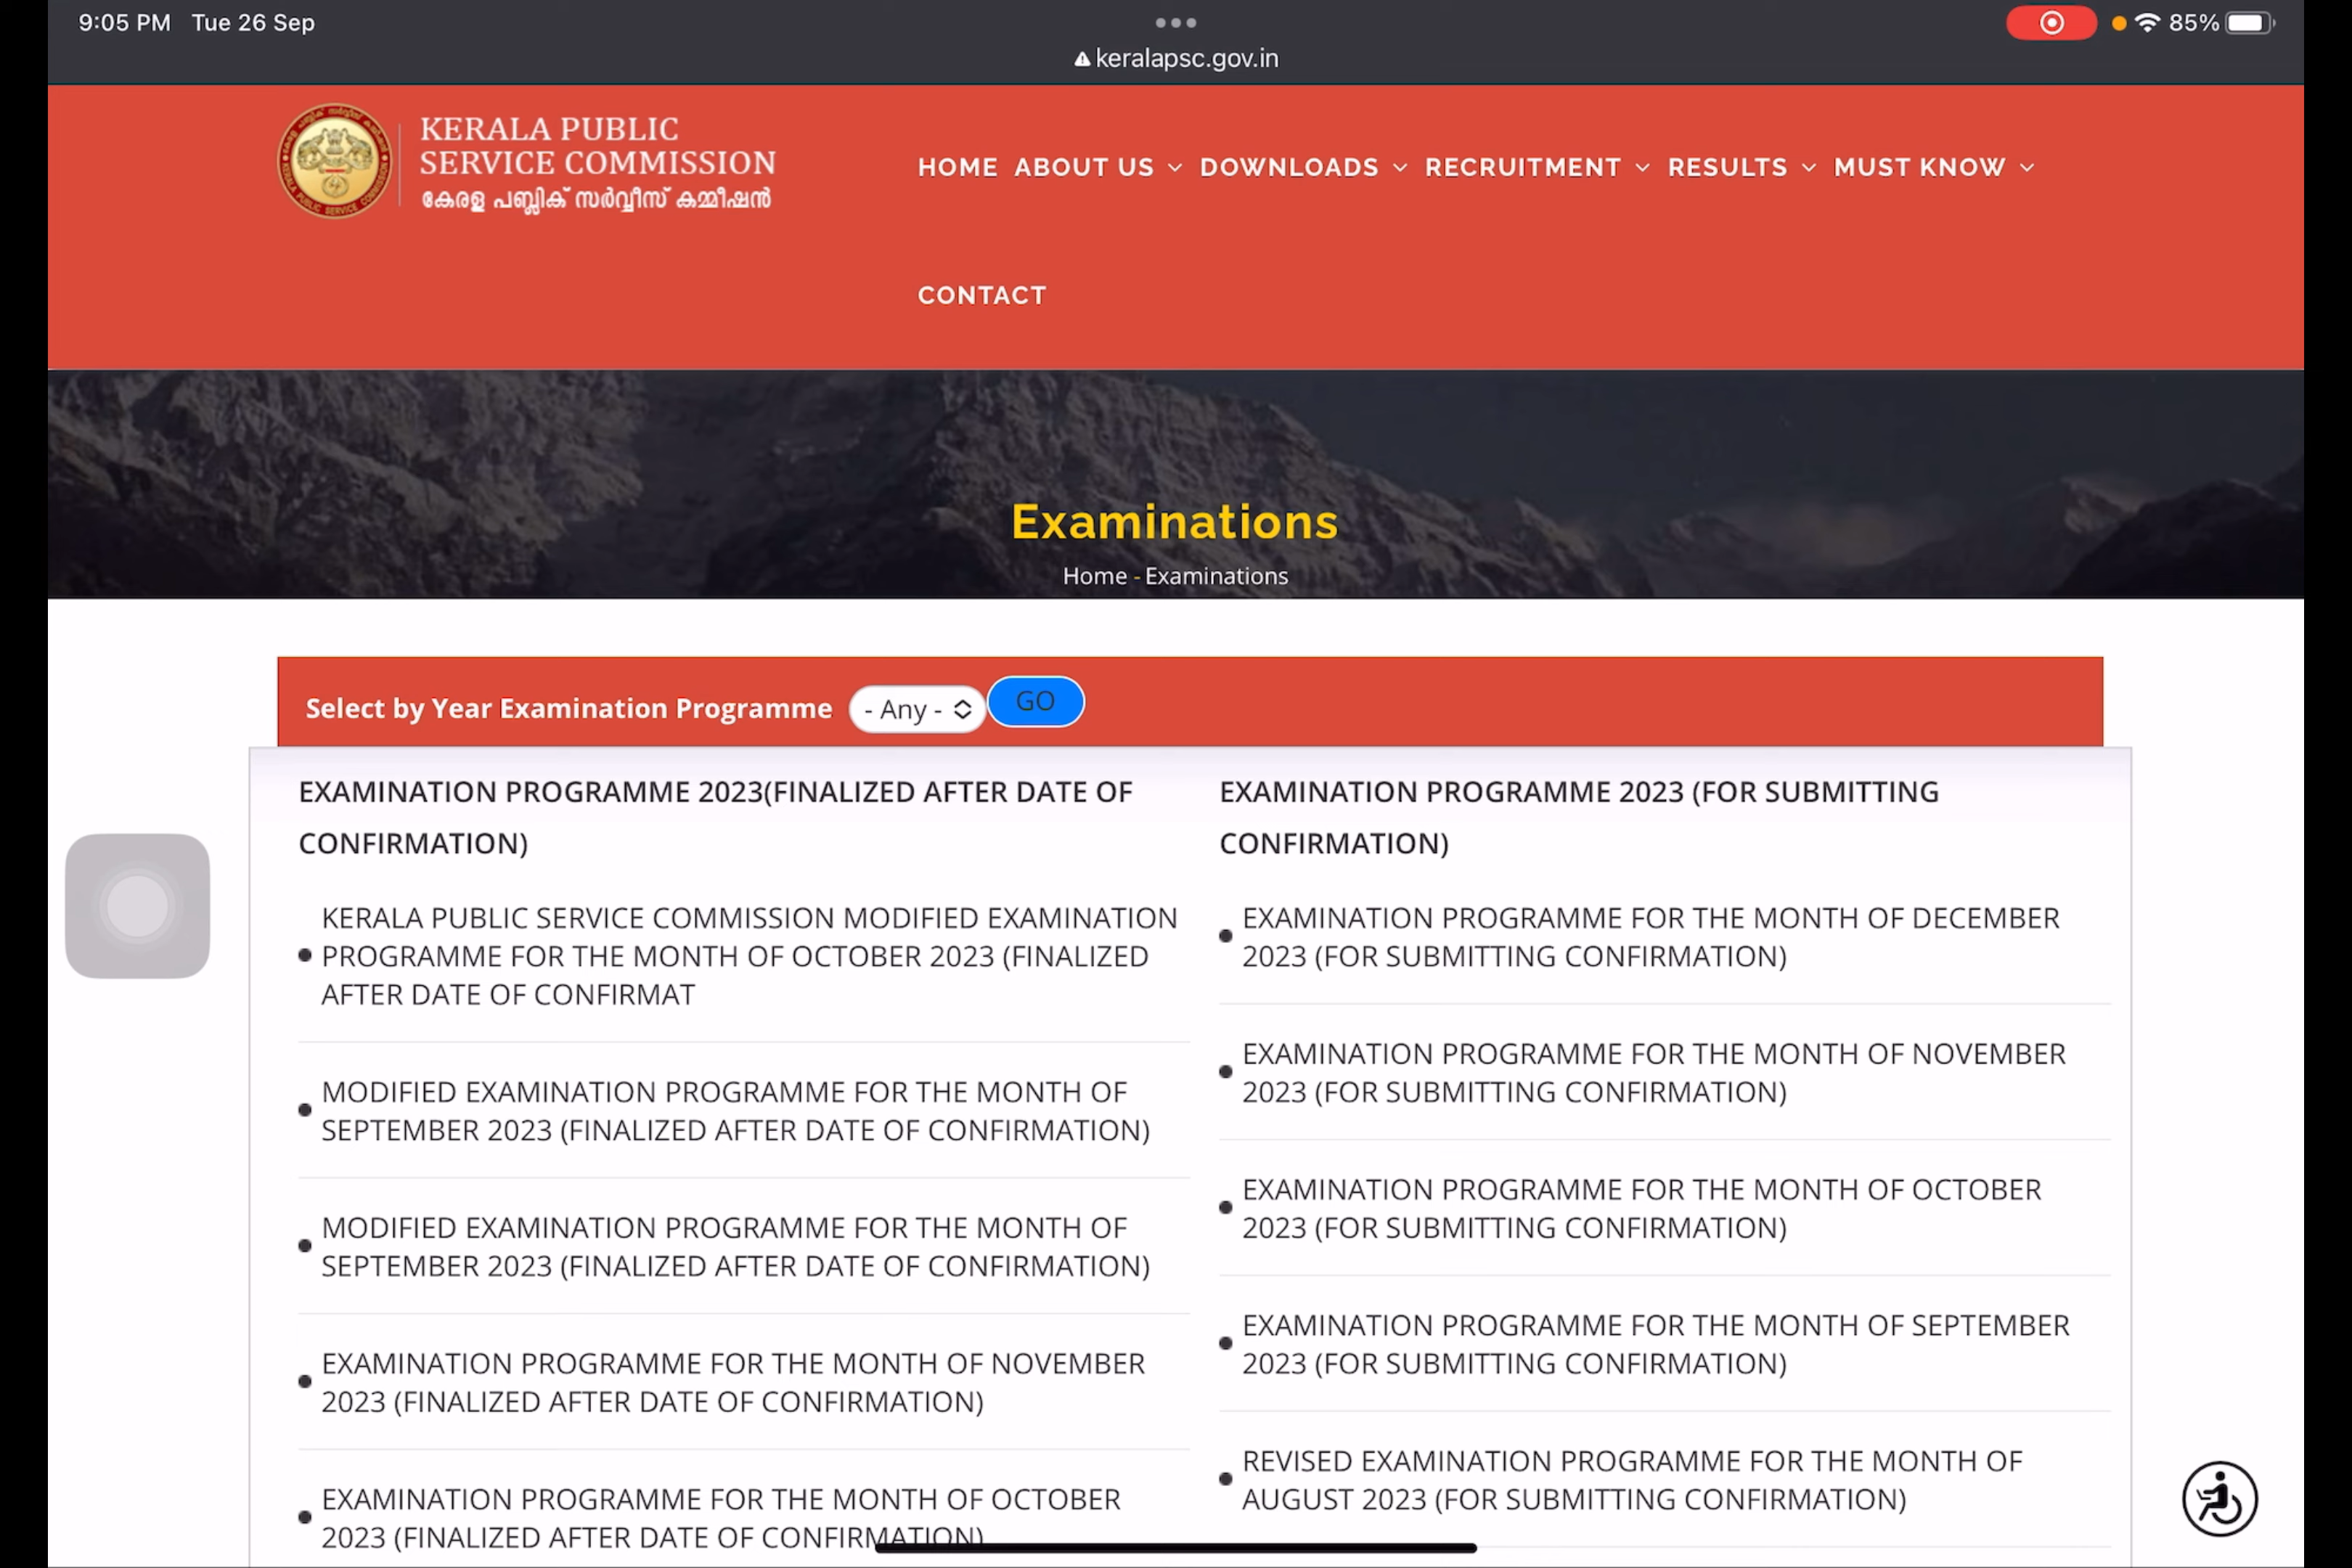 9:05 PM Tue 26 Sep
85%
keralapsc.gov.in
KERALA PUBLIC
SERVICE COMMISSION
കേരള പബ്ലിക് സർവ്വീസ് കമ്മീഷൻ
HOME ABOUT US DOWNLOADS RECRUITMENT RESULTS MUST KNOW
CONTACT
Examinations
Home - Examinations
Select by Year Examination Programme - Any - GO
EXAMINATION PROGRAMME 2023(FINALIZED AFTER DATE OF
CONFIRMATION)
KERALA PUBLIC SERVICE COMMISSION MODIFIED EXAMINATION
PROGRAMME FOR THE MONTH OF OCTOBER 2023 (FINALIZED
AFTER DATE OF CONFIRMAT
MODIFIED EXAMINATION PROGRAMME FOR THE MONTH OF
SEPTEMBER 2023 (FINALIZED AFTER DATE OF CONFIRMATION)
MODIFIED EXAMINATION PROGRAMME FOR THE MONTH OF
SEPTEMBER 2023 (FINALIZED AFTER DATE OF CONFIRMATION)
EXAMINATION PROGRAMME FOR THE MONTH OF NOVEMBER
2023 (FINALIZED AFTER DATE OF CONFIRMATION)
EXAMINATION PROGRAMME FOR THE MONTH OF OCTOBER
2023 (FINALIZED AFTER DATE OF CONFIRMATION)
EXAMINATION PROGRAMME 2023 (FOR SUBMITTING
CONFIRMATION)
EXAMINATION PROGRAMME FOR THE MONTH OF DECEMBER
2023 (FOR SUBMITTING CONFIRMATION)
EXAMINATION PROGRAMME FOR THE MONTH OF NOVEMBER
2023 (FOR SUBMITTING CONFIRMATION)
EXAMINATION PROGRAMME FOR THE MONTH OF OCTOBER
2023 (FOR SUBMITTING CONFIRMATION)
EXAMINATION PROGRAMME FOR THE MONTH OF SEPTEMBER
2023 (FOR SUBMITTING CONFIRMATION)
REVISED EXAMINATION PROGRAMME FOR THE MONTH OF
AUGUST 2023 (FOR SUBMITTING CONFIRMATION)